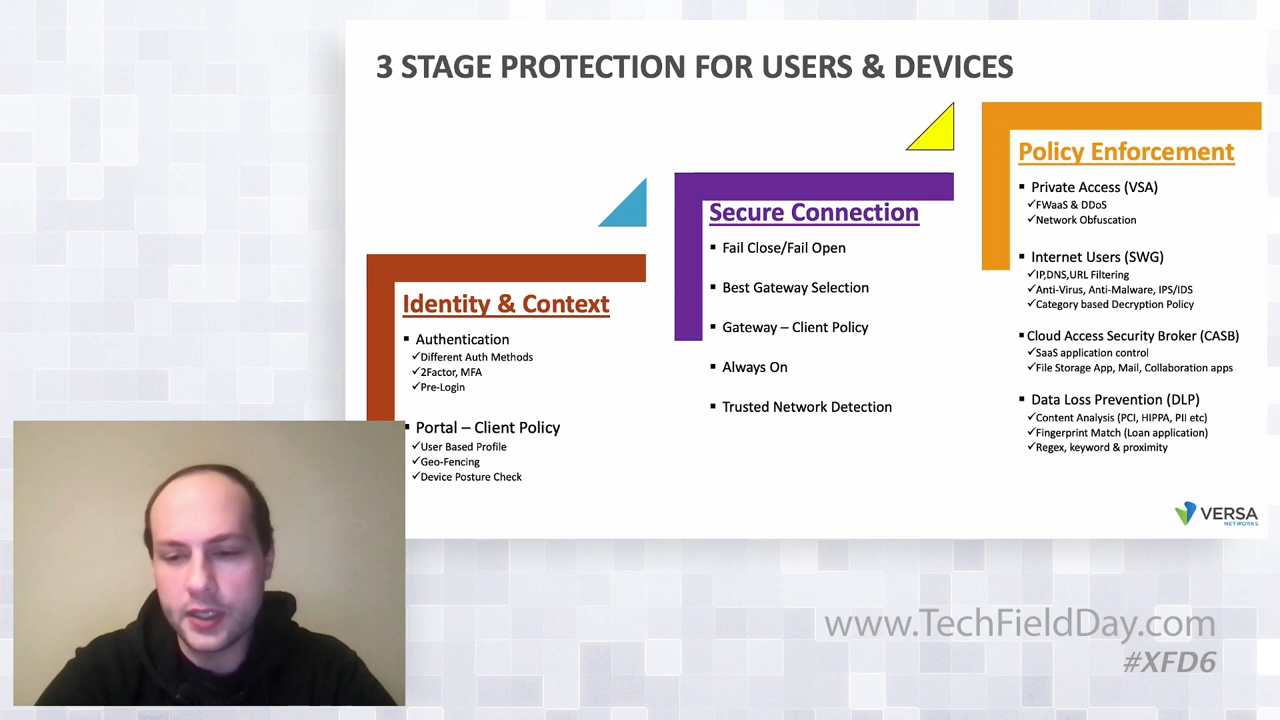 3 STAGE PROTECTION FOR USERS & DEVICES
Identity & Context
▪ Authentication
✓Different Auth Methods
✓2Factor, MFA
✓Pre-Login
▪ Portal – Client Policy
✓User Based Profile
✓Geo-Fencing
✓Device Posture Check
Secure Connection
▪ Fail Close/Fail Open
▪ Best Gateway Selection
▪ Gateway – Client Policy
▪ Always On
▪ Trusted Network Detection
Policy Enforcement
▪ Private Access (VSA)
✓FWaaS & DDoS
✓Network Obfuscation
▪ Internet Users (SWG)
✓IP,DNS,URL Filtering
✓Anti-Virus, Anti-Malware, IPS/IDS
✓Category based Decryption Policy
▪ Cloud Access Security Broker (CASB)
✓SaaS application control
✓File Storage App, Mail, Collaboration apps
▪ Data Loss Prevention (DLP)
✓Content Analysis (PCI, HIPPA, PII etc)
✓Fingerprint Match (Loan application)
✓Regex, keyword & proximity
VERSA
NETWORKS
www.TechFieldDay.com
#XFD6